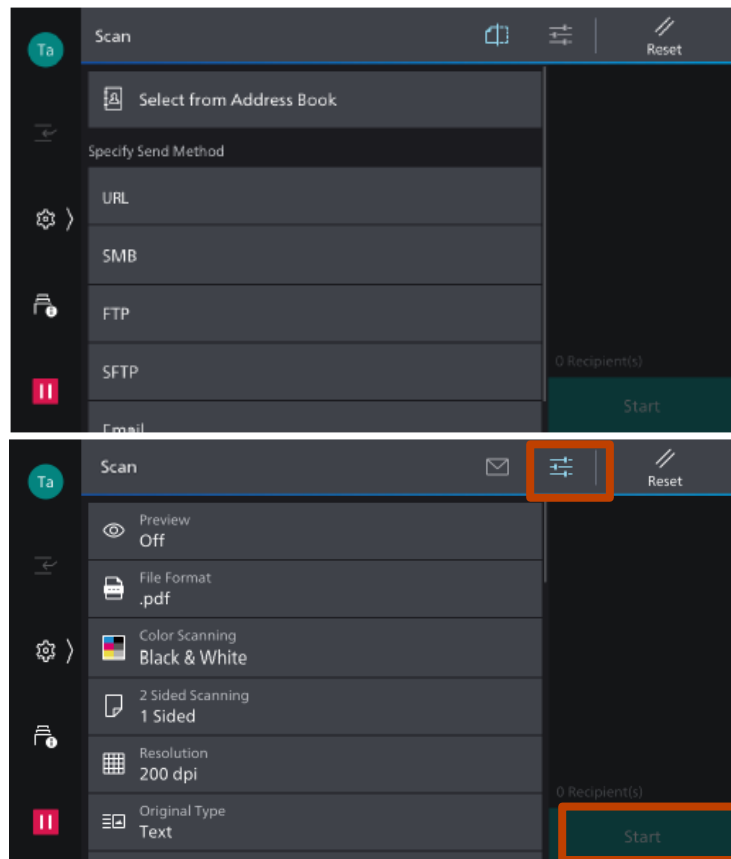 Ta
Scan
Reset
Select from Address Book
Specify Send Method
URL
SMB
FTP
SFTP
0 Recipient(s)
Start
Email
Ta
Scan
Reset
Preview
Off
File Format
.pdf
Color Scanning
Black & White
2 Sided Scanning
1 Sided
Resolution
200 dpi
0 Recipient(s)
Original Type
Text
Start